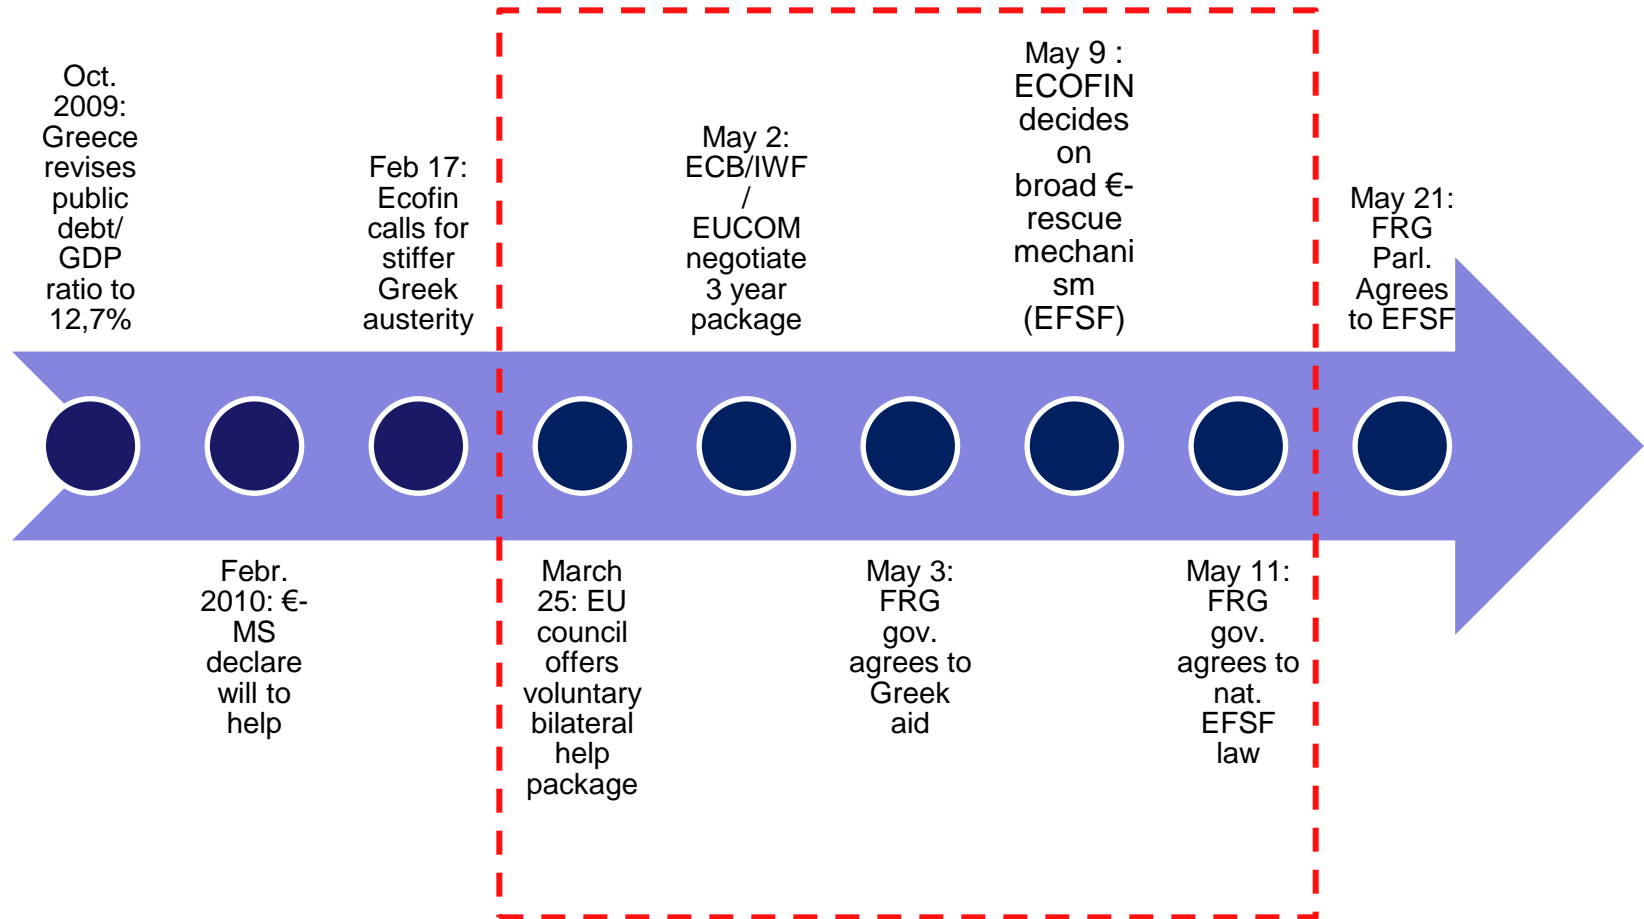 Oct.
2009:
Greece
revises
public
debt/
GDP
ratio to
12,7%
Febr.
2010: €-
MS
declare
will to
help
Feb 17:
Ecofin
calls for
stiffer
Greek
austerity
March
25: EU
council
offers
voluntary
bilateral
help
package
May 2:
ECB/IWF
/
EUCOM
negotiate
3 year
package
May 3:
FRG
gov.
agrees to
Greek
aid
May 9 :
ECOFIN
decides
on
broad €-
rescue
mechani
sm
(EFSF)
May 11:
FRG
gov.
agrees to
nat.
EFSF
law
May 21:
FRG
Parl.
Agrees
to EFSF